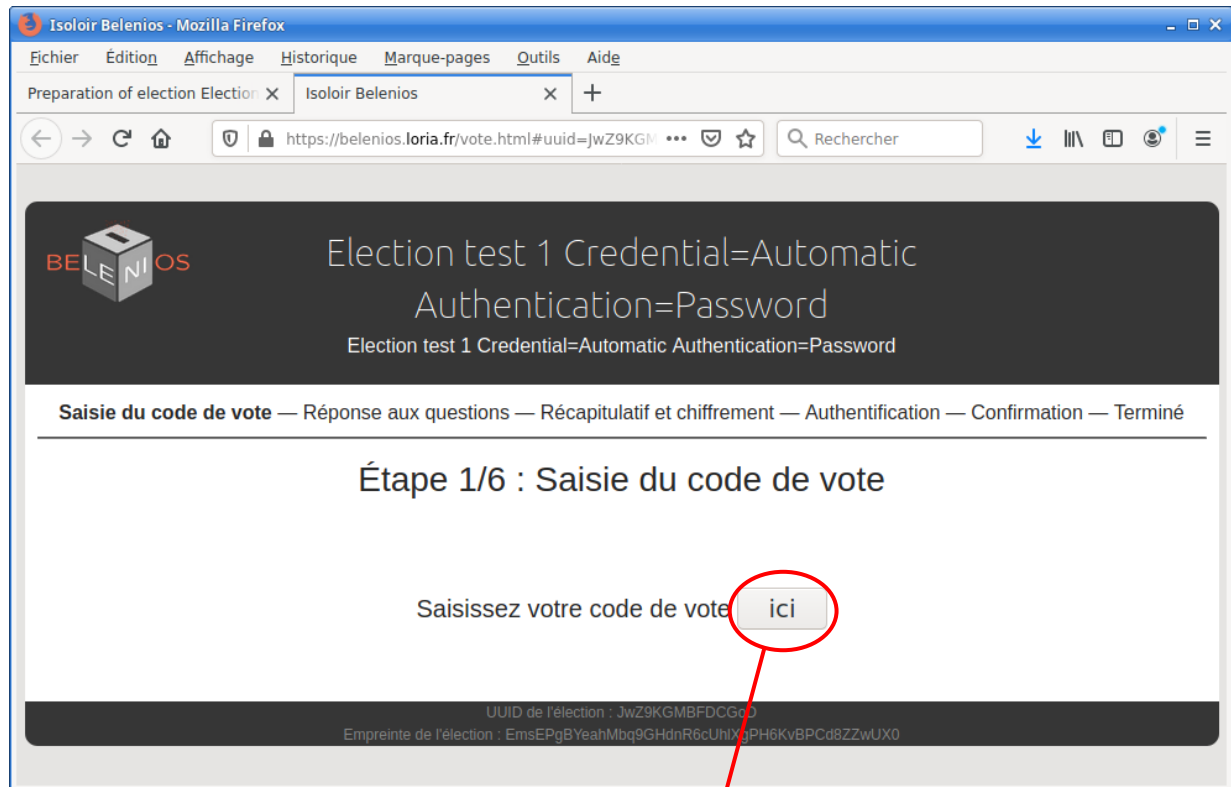 Isoloir Belenios - Mozilla Firefox
Fichier Édition Affichage Historique Marque-pages Outils Aide
Preparation of election Election Isoloir Belenios
https://belenios.loria.fr/vote.html#uuid=JwZ9KGM Rechercher
BELENIOS
Election test 1 Credential=Automatic
Authentication=Password
Election test 1 Credential=Automatic Authentication=Password
Saisie du code de vote — Réponse aux questions — Récapitulatif et chiffrement — Authentification — Confirmation — Terminé
Étape 1/6 : Saisie du code de vote
Saisissez votre code de vote ici
UUID de l'élection :
Empreinte de l'élection :